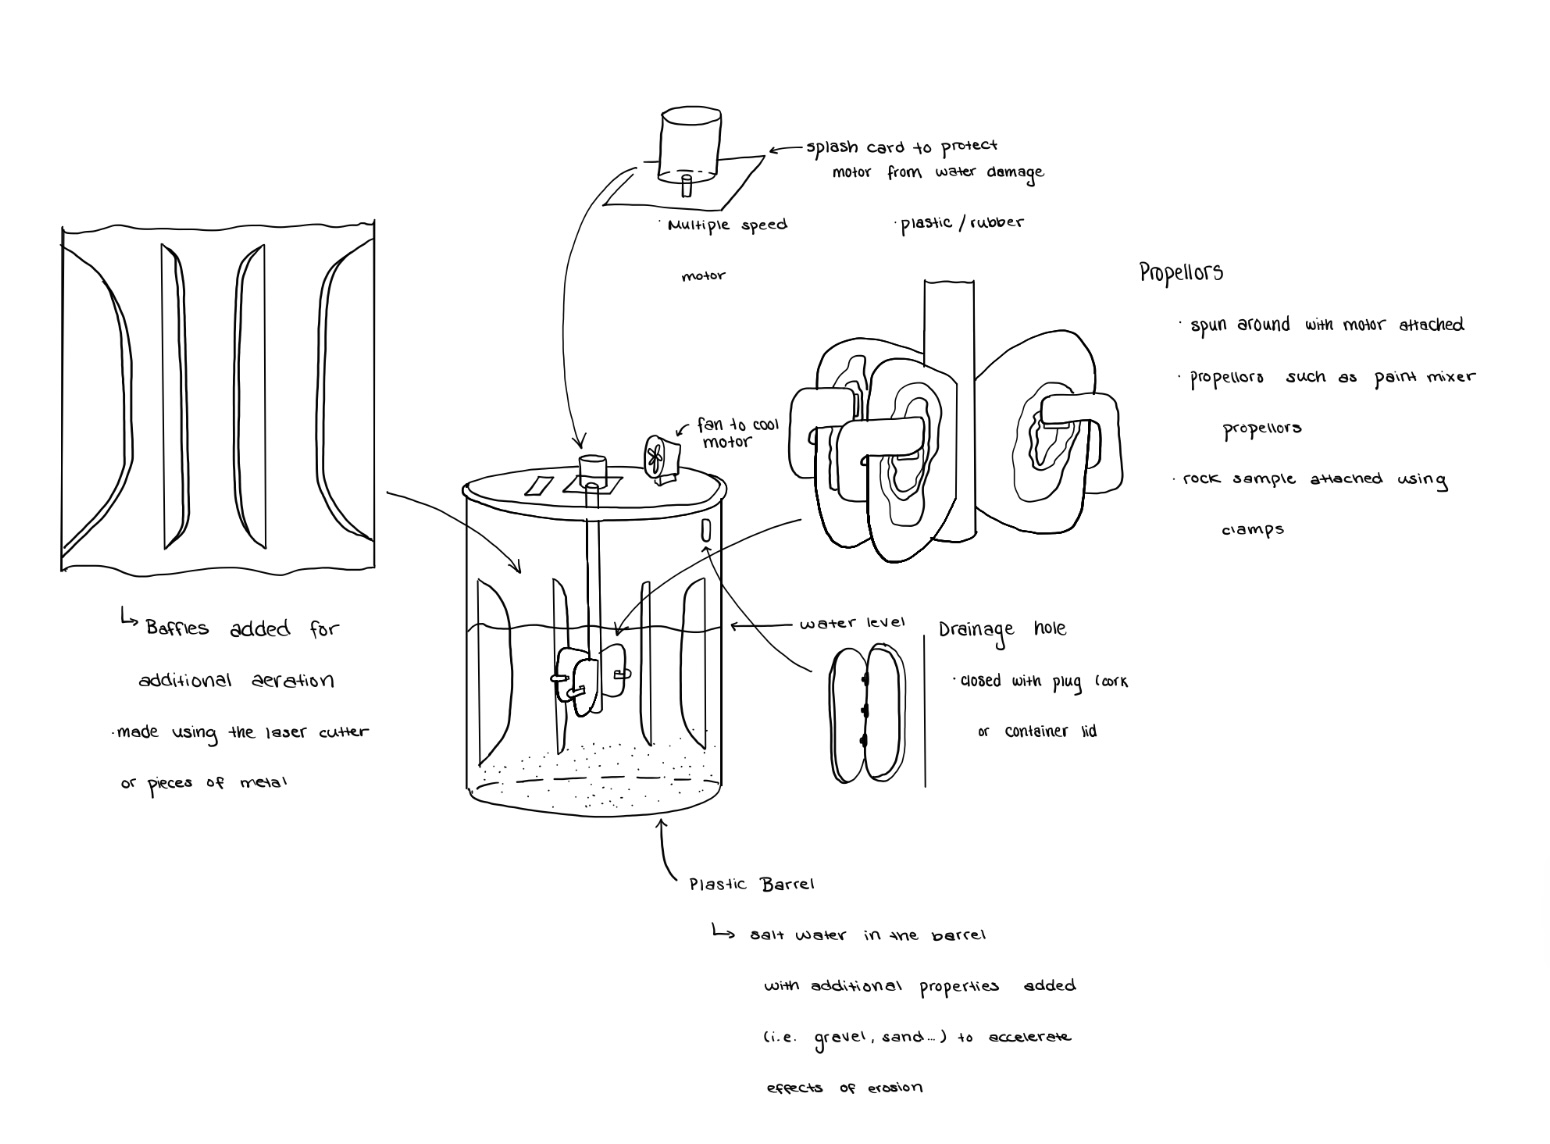 splash card to protect
motor from water damage
· Multiple speed
motor
· plastic / rubber
Propellors
· spun around with motor attached
· propellors such as paint mixer
propellors
· rock sample attached using
clamps
fan to cool
motor
↳ Baffles added for
additional aeration
· made using the laser cutter
or pieces of metal
water level
Drainage hole
· closed with plug (cork
or container lid
Plastic Barrel
↳ salt water in the barrel
with additional properties added
(i.e. gravel, sand...) to accelerate
effects of erosion